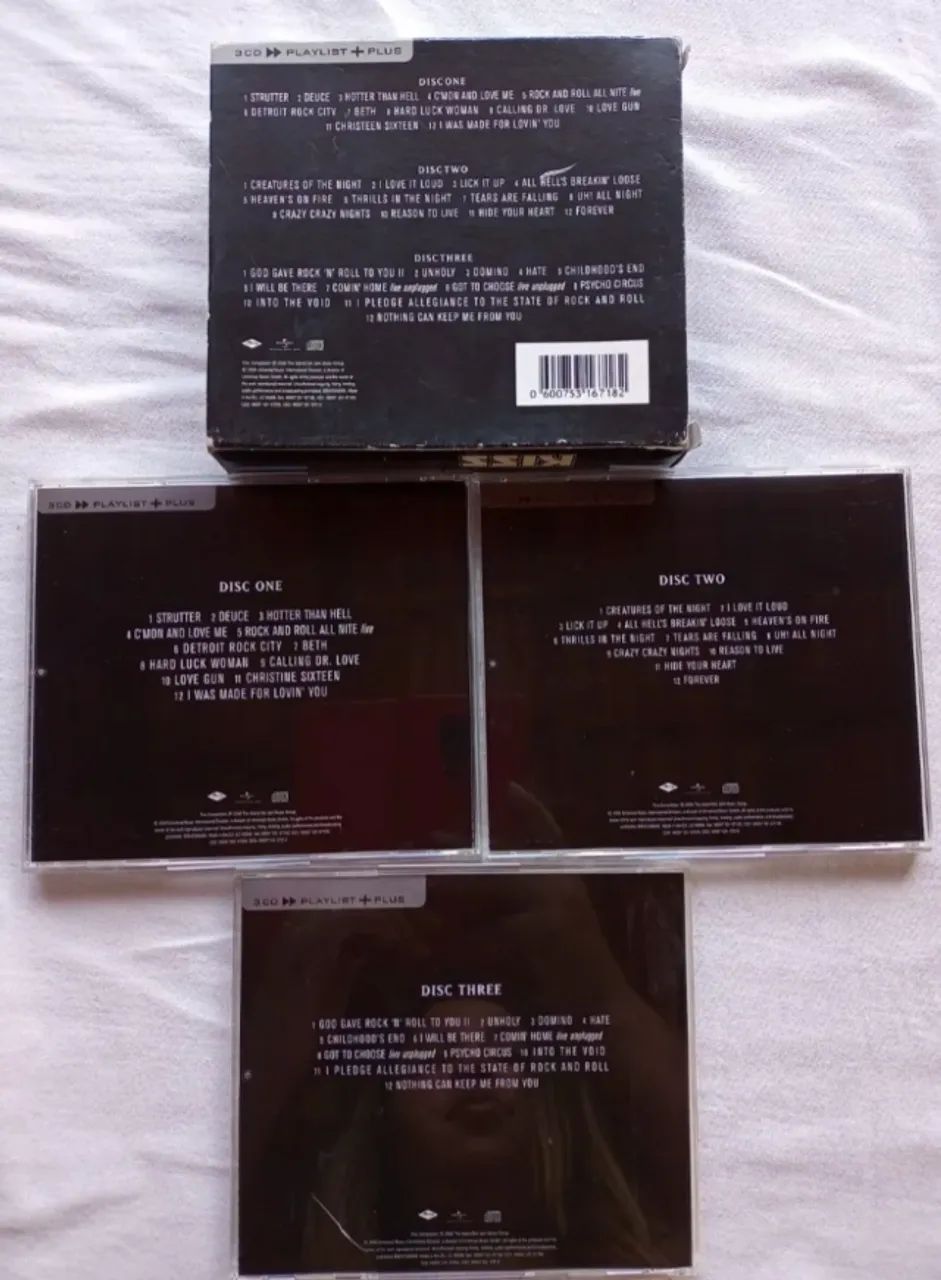 3CD PLAYLIST + PLUS
DISC ONE
1 STRUTTER 2 DEUCE 3 HOTTER THAN HELL 4 C'MON AND LOVE ME 5 ROCK AND ROLL ALL NITE live
6 DETROIT ROCK CITY 7 BETH 8 HARD LUCK WOMAN 9 CALLING DR. LOVE 10 LOVE GUN
11 CHRISTEEN SIXTEEN 12 I WAS MADE FOR LOVIN' YOU
DISC TWO
1 CREATURES OF THE NIGHT 2 I LOVE IT LOUD 3 LICK IT UP 4 ALL HELL'S BREAKIN' LOOSE
5 HEAVEN'S ON FIRE 6 THRILLS IN THE NIGHT 7 TEARS ARE FALLING 8 UH! ALL NIGHT
9 CRAZY CRAZY NIGHTS 10 REASON TO LIVE 11 HIDE YOUR HEART 12 FOREVER
DISC THREE
1 GOD GAVE ROCK 'N' ROLL TO YOU II 2 UNHOLY 3 DOMINO 4 HATE 5 CHILDHOOD'S END
6 I WILL BE THERE 7 COMIN' HOME live unplugged 8 GOT TO CHOOSE live unplugged 9 PSYCHO CIRCUS
10 INTO THE VOID 11 I PLEDGE ALLEGIANCE TO THE STATE OF ROCK AND ROLL
12 NOTHING CAN KEEP ME FROM YOU
0 600753 167182
KISS
3CD PLAYLIST + PLUS
DISC ONE
1 STRUTTER 2 DEUCE 3 HOTTER THAN HELL
4 C'MON AND LOVE ME 5 ROCK AND ROLL ALL NITE live
6 DETROIT ROCK CITY 7 BETH
8 HARD LUCK WOMAN 9 CALLING DR. LOVE
10 LOVE GUN 11 CHRISTINE SIXTEEN
12 I WAS MADE FOR LOVIN' YOU
DISC TWO
1 CREATURES OF THE NIGHT 2 I LOVE IT LOUD
3 LICK IT UP 4 ALL HELL'S BREAKIN' LOOSE 5 HEAVEN'S ON FIRE
6 THRILLS IN THE NIGHT 7 TEARS ARE FALLING 8 UH! ALL NIGHT
9 CRAZY CRAZY NIGHTS 10 REASON TO LIVE
11 HIDE YOUR HEART
12 FOREVER
3CD PLAYLIST + PLUS
DISC THREE
1 GOD GAVE ROCK 'N' ROLL TO YOU II 2 UNHOLY 3 DOMINO 4 HATE
5 CHILDHOOD'S END 6 I WILL BE THERE 7 COMIN' HOME live unplugged
8 GOT TO CHOOSE live unplugged 9 PSYCHO CIRCUS 10 INTO THE VOID
11 I PLEDGE ALLEGIANCE TO THE STATE OF ROCK AND ROLL
12 NOTHING CAN KEEP ME FROM YOU